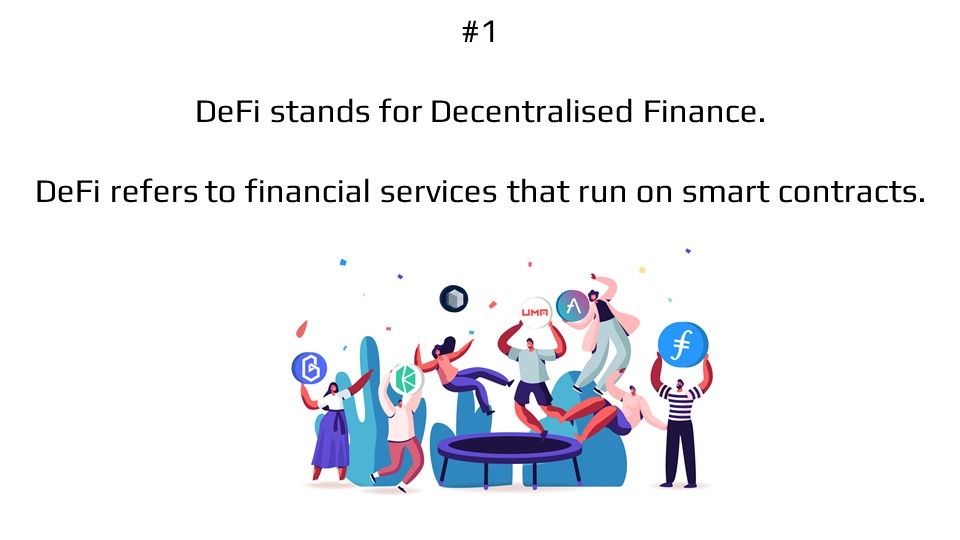 #1
DeFi stands for Decentralised Finance.
DeFi refers to financial services that run on smart contracts.
UMA